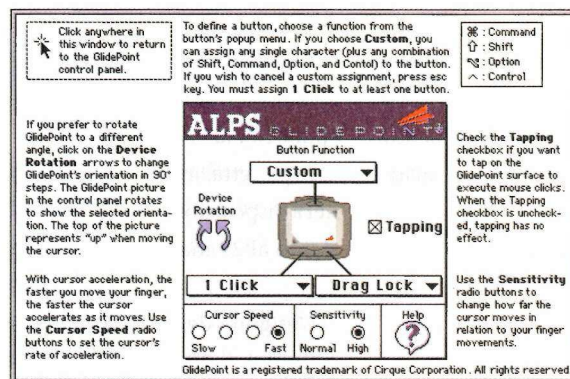 Click anywhere in
this window to return
to the GlidePoint
control panel.
To define a button, choose a function from the
button's popup menu. If you choose Custom, you
can assign any single character (plus any combination
of Shift, Command, Option, and Contol) to the button.
If you wish to cancel a custom assignment, press esc
key. You must assign 1 Click to at least one button.
⌘ : Command
⇧ : Shift
⌥ : Option
^ : Control
If you prefer to rotate
GlidePoint to a different
angle, click on the Device
Rotation arrows to change
GlidePoint's orientation in 90°
steps. The GlidePoint picture
in the control panel rotates
to show the selected orienta-
tion. The top of the picture
represents "up" when moving
the cursor.
With cursor acceleration, the
faster you move your finger,
the faster the cursor
accelerates as it moves. Use
the Cursor Speed radio
buttons to set the cursor's
rate of acceleration.
ALPS GLIDEPOINT
Button Function
Custom
Device
Rotation
Tapping
1 Click
Drag Lock
Cursor Speed
Slow Fast
Sensitivity
Normal High
Help
?
Check the Tapping
checkbox if you want
to tap on the
GlidePoint surface to
execute mouse clicks.
When the Tapping
checkbox is uncheck-
ed, tapping has no
effect.
Use the Sensitivity
radio buttons to
change how far the
cursor moves in
relation to your finger
movements.
GlidePoint is a registered trademark of Cirque Corporation. All rights reserved